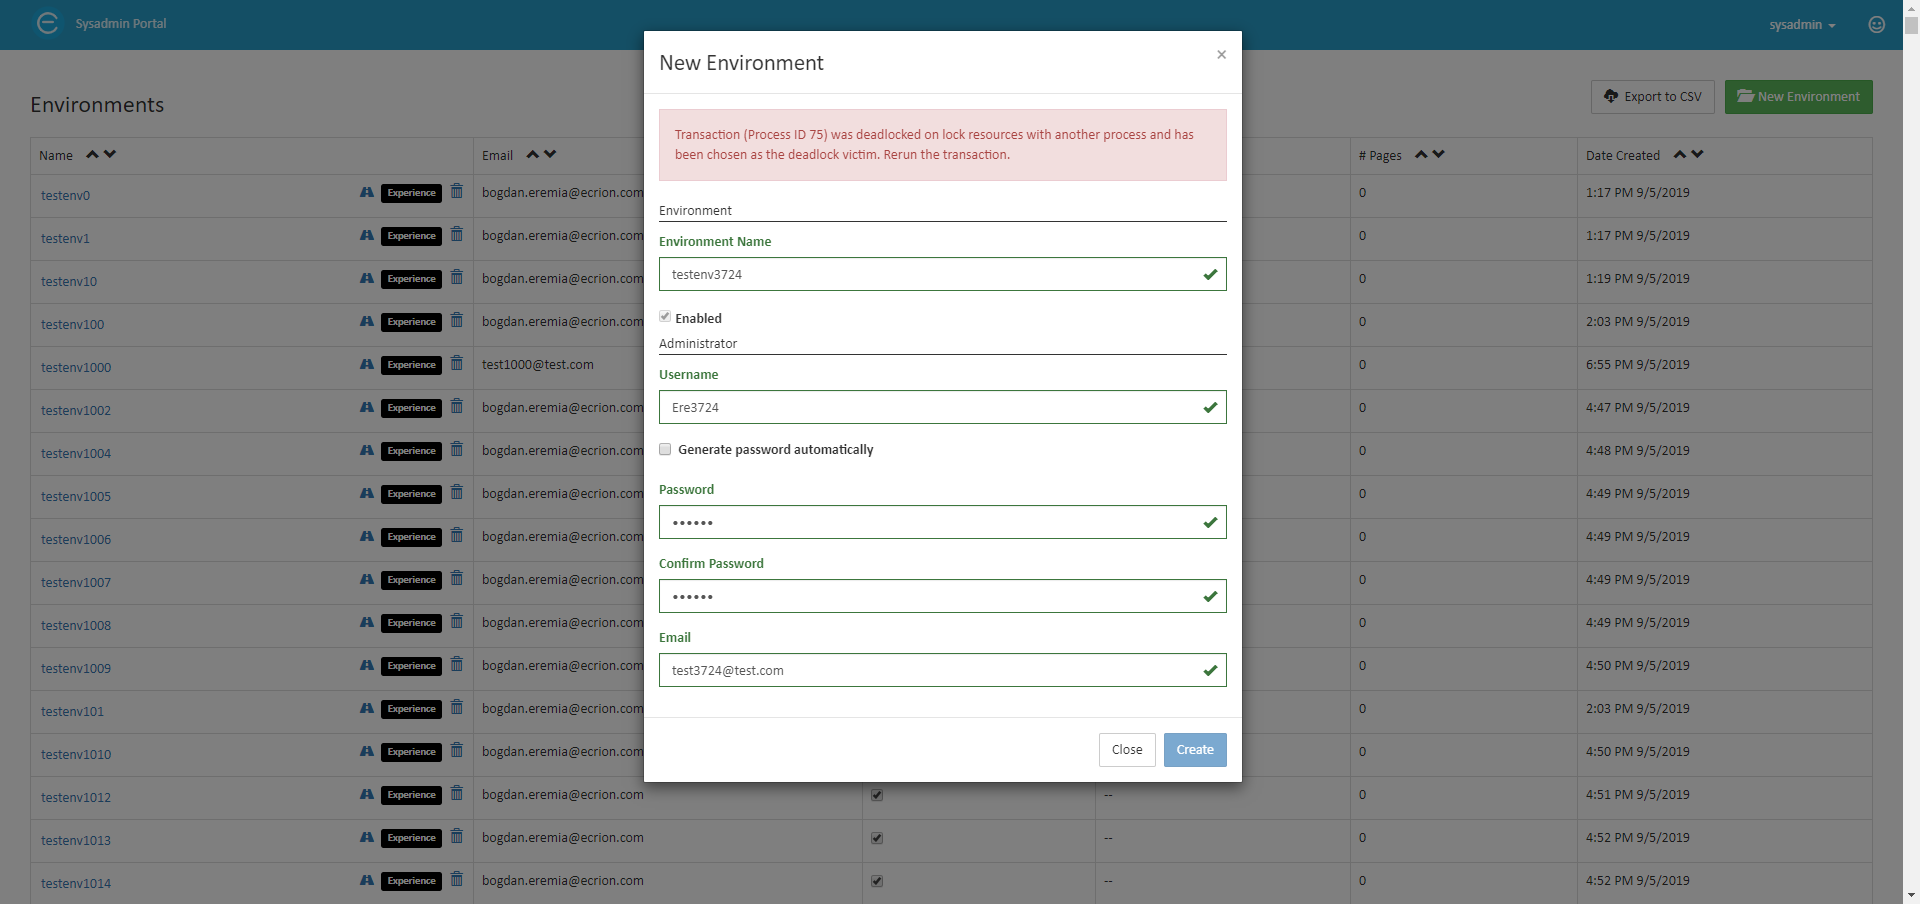 Sysadmin Portal
sysadmin
Environments
Export to CSV
New Environment
Name
Email
# Pages
Date Created
testenv0 Experience bogdan.eremia@ecrion.com 0 1:17 PM 9/5/2019
testenv1 Experience bogdan.eremia@ecrion.com 0 1:17 PM 9/5/2019
testenv10 Experience bogdan.eremia@ecrion.com 0 1:19 PM 9/5/2019
testenv100 Experience bogdan.eremia@ecrion.com 0 2:03 PM 9/5/2019
testenv1000 Experience test1000@test.com 0 6:55 PM 9/5/2019
testenv1002 Experience bogdan.eremia@ecrion.com 0 4:47 PM 9/5/2019
testenv1004 Experience bogdan.eremia@ecrion.com 0 4:48 PM 9/5/2019
testenv1005 Experience bogdan.eremia@ecrion.com 0 4:49 PM 9/5/2019
testenv1006 Experience bogdan.eremia@ecrion.com 0 4:49 PM 9/5/2019
testenv1007 Experience bogdan.eremia@ecrion.com 0 4:49 PM 9/5/2019
testenv1008 Experience bogdan.eremia@ecrion.com 0 4:49 PM 9/5/2019
testenv1009 Experience bogdan.eremia@ecrion.com 0 4:50 PM 9/5/2019
testenv101 Experience bogdan.eremia@ecrion.com 0 2:03 PM 9/5/2019
testenv1010 Experience bogdan.eremia@ecrion.com 0 4:50 PM 9/5/2019
testenv1012 Experience bogdan.eremia@ecrion.com -- 0 4:51 PM 9/5/2019
testenv1013 Experience bogdan.eremia@ecrion.com -- 0 4:52 PM 9/5/2019
testenv1014 Experience bogdan.eremia@ecrion.com -- 0 4:52 PM 9/5/2019
New Environment
×
Transaction (Process ID 75) was deadlocked on lock resources with another process and has
been chosen as the deadlock victim. Rerun the transaction.
Environment
Environment Name
testenv3724
Enabled
Administrator
Username
Ere3724
Generate password automatically
Password
••••••
Confirm Password
••••••
Email
test3724@test.com
Close
Create